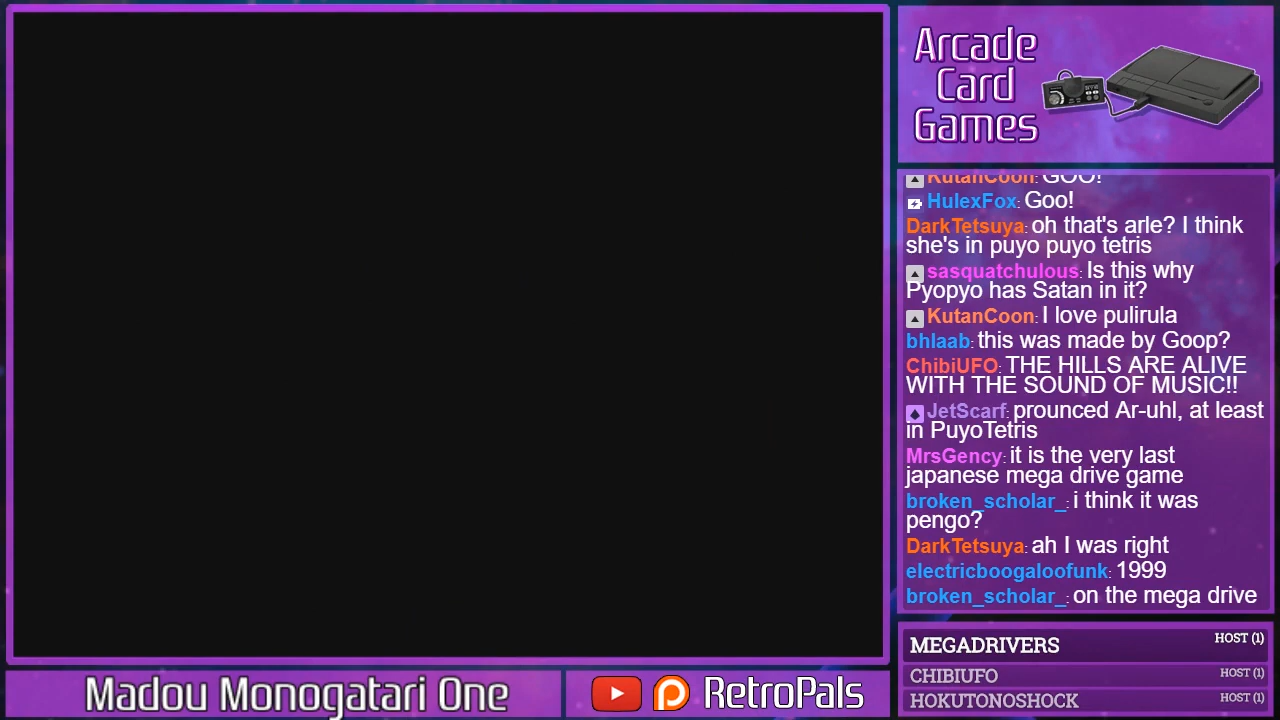 Arcade
Card
Games
KutanCoon: GOO!
HulexFox: Goo!
DarkTetsuya: oh that's arle? I think
she's in puyo puyo tetris
sasquatchulous: Is this why
Pyopyo has Satan in it?
KutanCoon: I love pulirula
bhlaab: this was made by Goop?
ChibiUFO: THE HILLS ARE ALIVE
WITH THE SOUND OF MUSIC!!
JetScarf: prounced Ar-uhl, at least
in PuyoTetris
MrsGency: it is the very last
japanese mega drive game
broken_scholar_: i think it was
pengo?
DarkTetsuya: ah I was right
electricboogaloofunk: 1999
broken_scholar_: on the mega drive
MEGADRIVERS HOST (1)
CHIBIUFO HOST (1)
HOKUTONOSHOCK HOST (1)
Madou Monogatari One
RetroPals